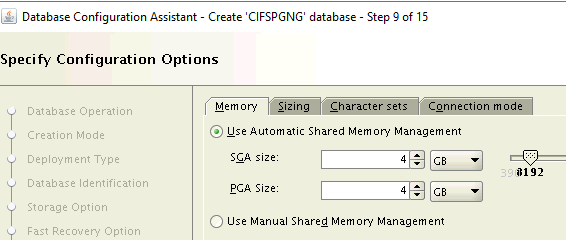 Database Configuration Assistant - Create 'CIFSPGNG' database - Step 9 of 15
Specify Configuration Options
Database Operation
Creation Mode
Deployment Type
Database Identification
Storage Option
Fast Recovery Option
Memory Sizing Character sets Connection mode
Use Automatic Shared Memory Management
SGA size: 4 GB
8192
PGA Size: 4 GB
Use Manual Shared Memory Management